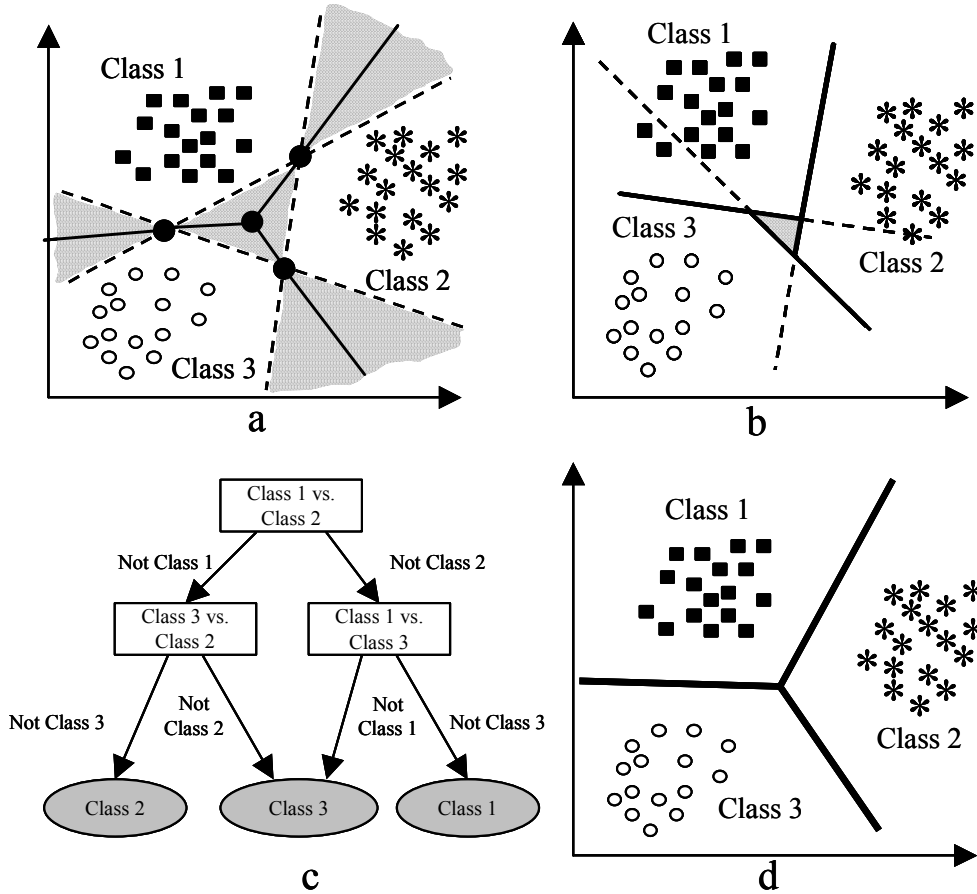 Class 1
Class 2
Class 3
a
Class 1
Class 3
Class 2
b
Class 1 vs.
Class 2
Not Class 1
Not Class 2
Class 3 vs.
Class 2
Class 1 vs.
Class 3
Not Class 3
Not
Class 2
Not
Class 1
Not Class 3
Class 2
Class 3
Class 1
c
Class 1
Class 2
Class 3
d